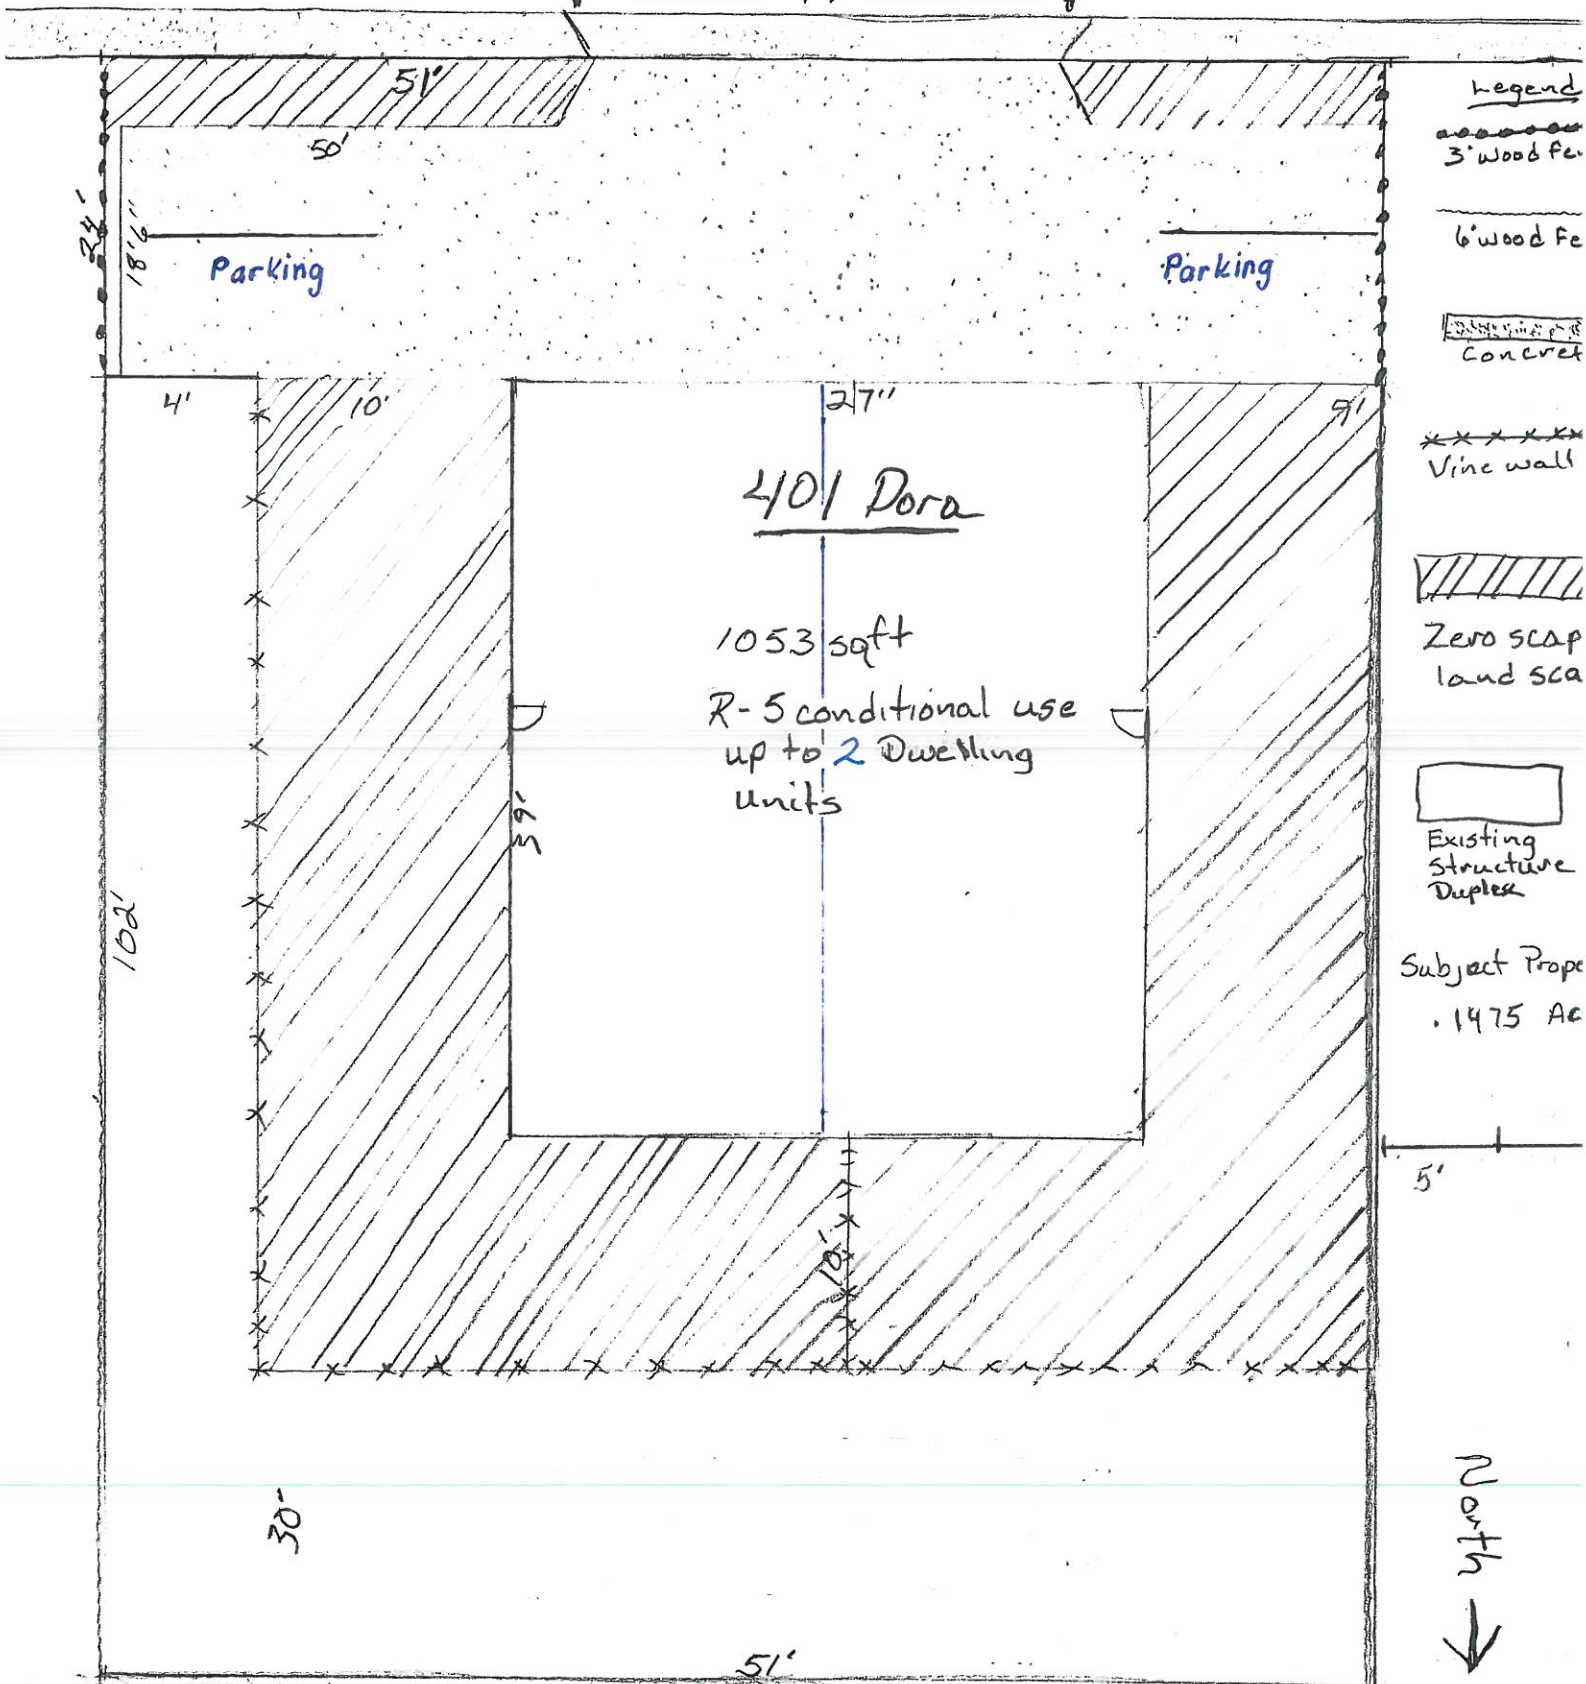 51'
50'
24'
18'6"
Parking
Parking
4'
10'
27"
9'
401 Dora
1053 sqft
R-5 conditional use
up to 2 Dwelling
Units
39'
102'
10'
30'
51'
Legend
3' wood Fe
6' wood Fe
Concret
Vine wall
Zero scap
land sca
Existing
Structure
Duplex
Subject Prope
.1475 Ac
5'
North